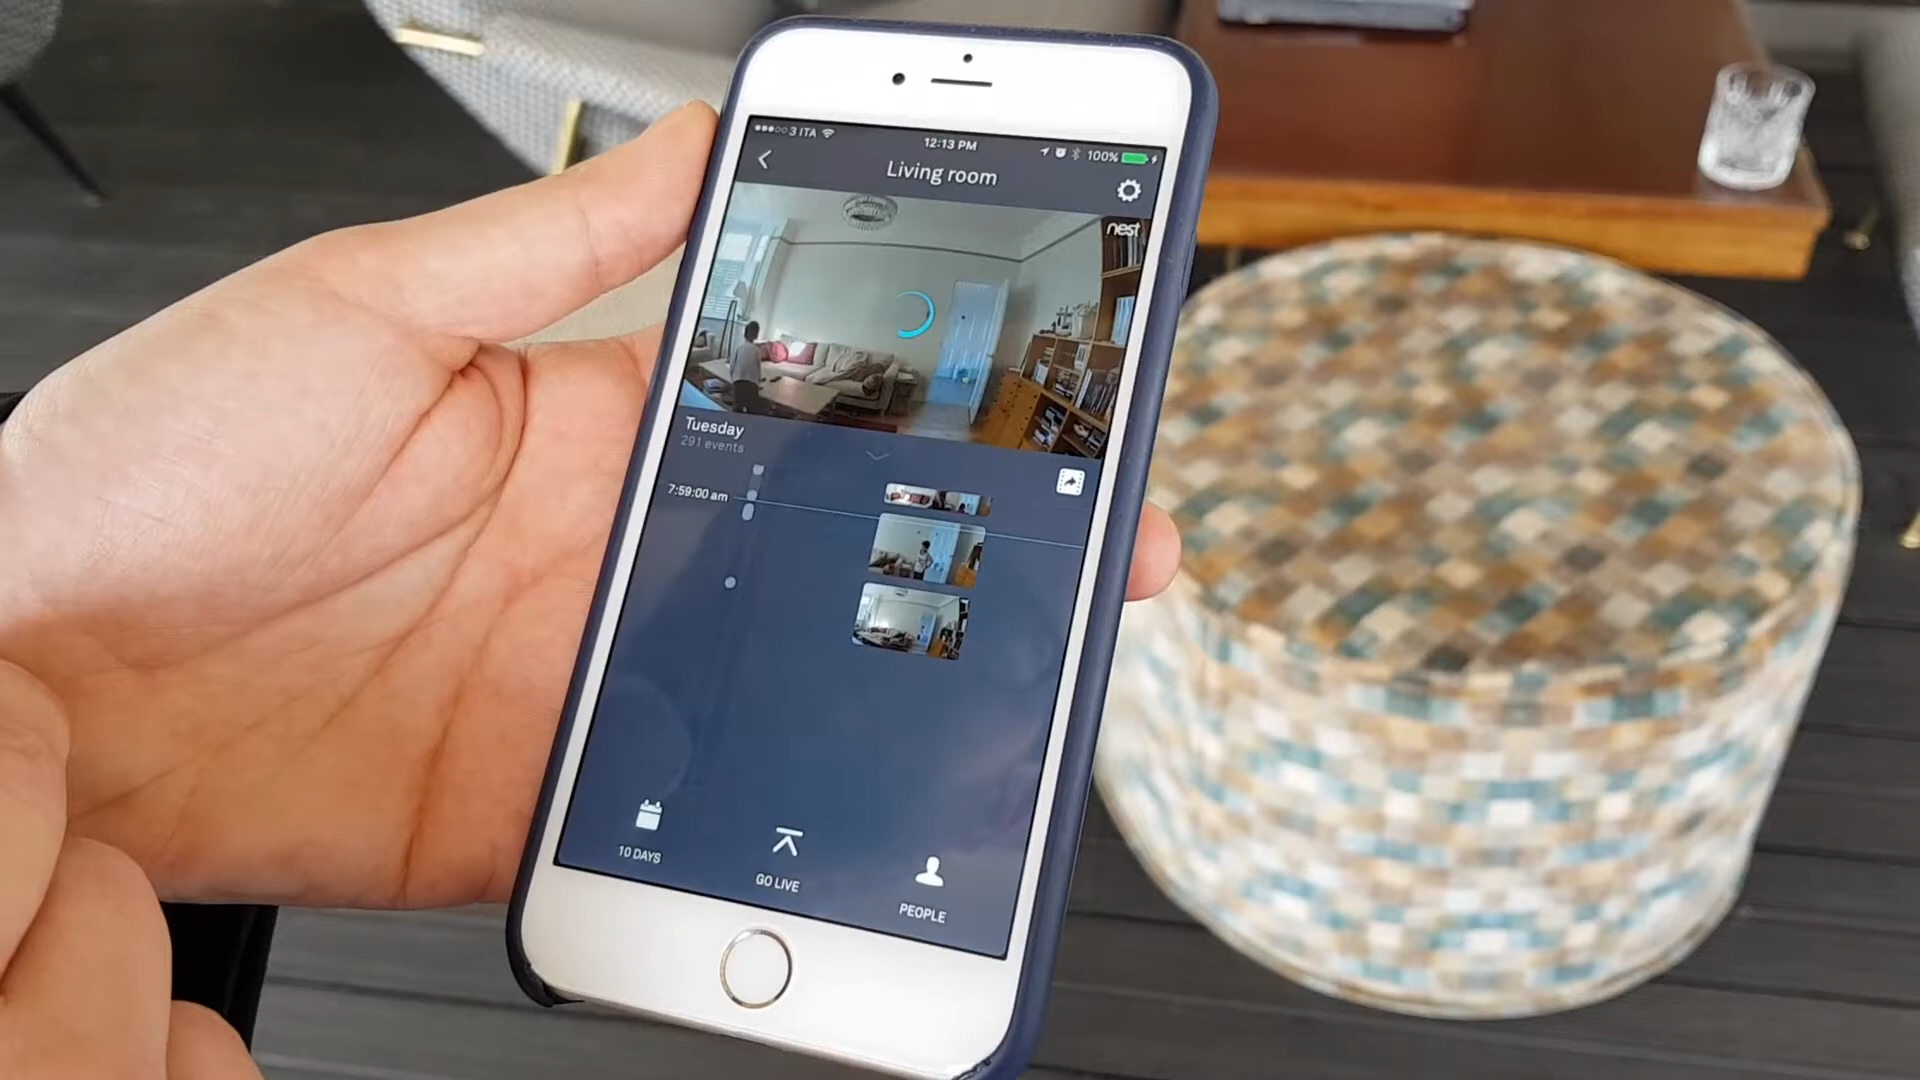 3 ITA
12:13 PM
100%
Living room
nest
Tuesday
291 events
7:59:00 am
10 DAYS
GO LIVE
PEOPLE